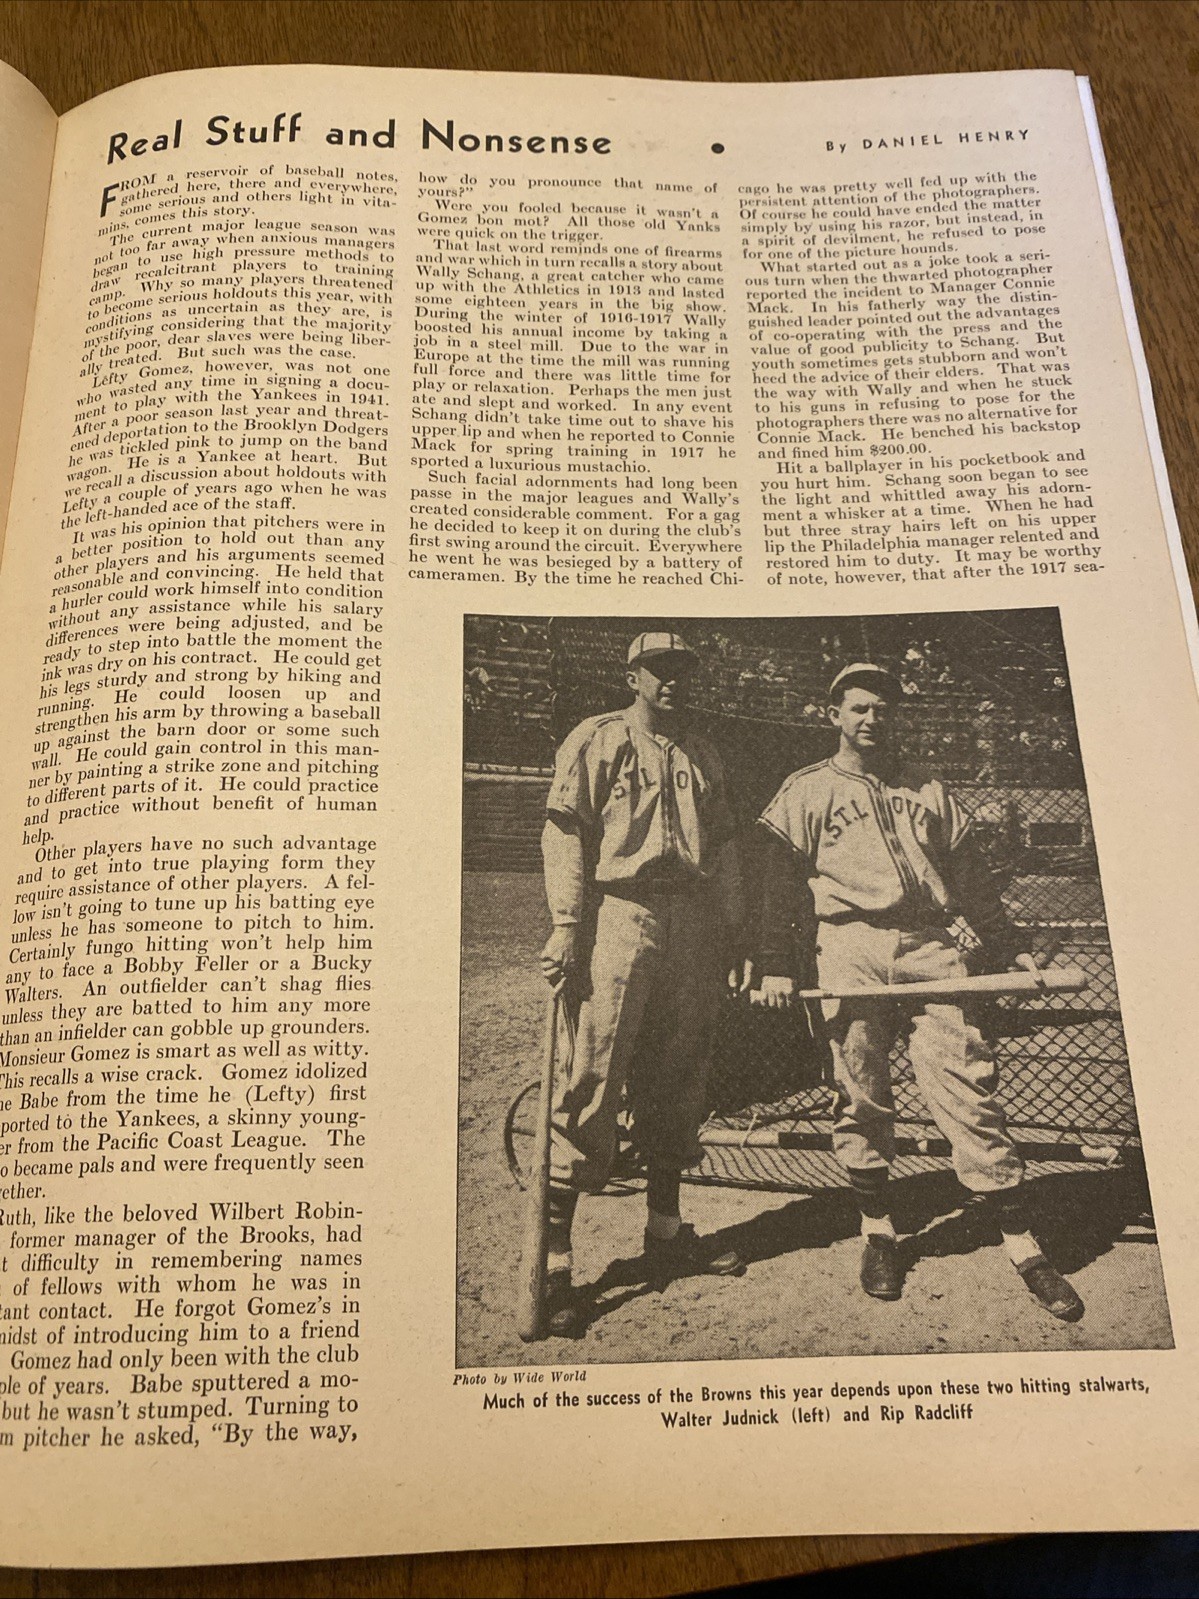 Real Stuff and Nonsense • By DANIEL HENRY
FROM a reservoir of baseball notes,
gathered here, there and everywhere,
some serious and others light in vita-
mins, comes this story.
The current major league season was
not too far away when anxious managers
began to use high pressure methods to
draw recalcitrant players to training
camp. Why so many players threatened
to become serious holdouts this year, with
conditions as uncertain as they are, is
mystifying considering that the majority
of the poor, dear slaves were being liber-
ally treated. But such was the case.
Lefty Gomez, however, was not one
who wasted any time in signing a docu-
ment to play with the Yankees in 1941.
After a poor season last year and threat-
ened deportation to the Brooklyn Dodgers
he was tickled pink to jump on the band
wagon. He is a Yankee at heart. But
we recall a discussion about holdouts with
Lefty a couple of years ago when he was
the left-handed ace of the staff.
It was his opinion that pitchers were in
a better position to hold out than any
other players and his arguments seemed
reasonable and convincing. He held that
a hurler could work himself into condition
without any assistance while his salary
differences were being adjusted, and be
ready to step into battle the moment the
ink was dry on his contract. He could get
his legs sturdy and strong by hiking and
running. He could loosen up and
strengthen his arm by throwing a baseball
up against the barn door or some such
wall. He could gain control in this man-
ner by painting a strike zone and pitching
to different parts of it. He could practice
and practice without benefit of human
help.
Other players have no such advantage
and to get into true playing form they
require assistance of other players. A fel-
low isn't going to tune up his batting eye
unless he has someone to pitch to him.
Certainly fungo hitting won't help him
any to face a Bobby Feller or a Bucky
Walters. An outfielder can't shag flies
unless they are batted to him any more
than an infielder can gobble up grounders.
Monsieur Gomez is smart as well as witty.
This recalls a wise crack. Gomez idolized
he Babe from the time he (Lefty) first
ported to the Yankees, a skinny young-
er from the Pacific Coast League. The
o became pals and were frequently seen
ether.
Ruth, like the beloved Wilbert Robin-
former manager of the Brooks, had
t difficulty in remembering names
of fellows with whom he was in
tant contact. He forgot Gomez's in
midst of introducing him to a friend
Gomez had only been with the club
ple of years. Babe sputtered a mo-
but he wasn't stumped. Turning to
m pitcher he asked, "By the way,
how do you pronounce that name of
yours?"
Were you fooled because it wasn't a
Gomez bon mot? All those old Yanks
were quick on the trigger.
That last word reminds one of firearms
and war which in turn recalls a story about
Wally Schang, a great catcher who came
up with the Athletics in 1913 and lasted
some eighteen years in the big show.
During the winter of 1916-1917 Wally
boosted his annual income by taking a
job in a steel mill. Due to the war in
Europe at the time the mill was running
full force and there was little time for
play or relaxation. Perhaps the men just
ate and slept and worked. In any event
Schang didn't take time out to shave his
upper lip and when he reported to Connie
Mack for spring training in 1917 he
sported a luxurious mustachio.
Such facial adornments had long been
passe in the major leagues and Wally's
created considerable comment. For a gag
he decided to keep it on during the club's
first swing around the circuit. Everywhere
he went he was besieged by a battery of
cameramen. By the time he reached Chi-
cago he was pretty well fed up with the
persistent attention of the photographers.
Of course he could have ended the matter
simply by using his razor, but instead, in
a spirit of devilment, he refused to pose
for one of the picture hounds.
What started out as a joke took a seri-
ous turn when the thwarted photographer
reported the incident to Manager Connie
Mack. In his fatherly way the distin-
guished leader pointed out the advantages
of co-operating with the press and the
value of good publicity to Schang. But
youth sometimes gets stubborn and won't
heed the advice of their elders. That was
the way with Wally and when he stuck
to his guns in refusing to pose for the
photographers there was no alternative for
Connie Mack. He benched his backstop
and fined him $200.00.
Hit a ballplayer in his pocketbook and
you hurt him. Schang soon began to see
the light and whittled away his adorn-
ment a whisker at a time. When he had
but three stray hairs left on his upper
lip the Philadelphia manager relented and
restored him to duty. It may be worthy
of note, however, that after the 1917 sea-
ST.L O
ST.L OUI
Photo by Wide World
Much of the success of the Browns this year depends upon these two hitting stalwarts,
Walter Judnick (left) and Rip Radcliff